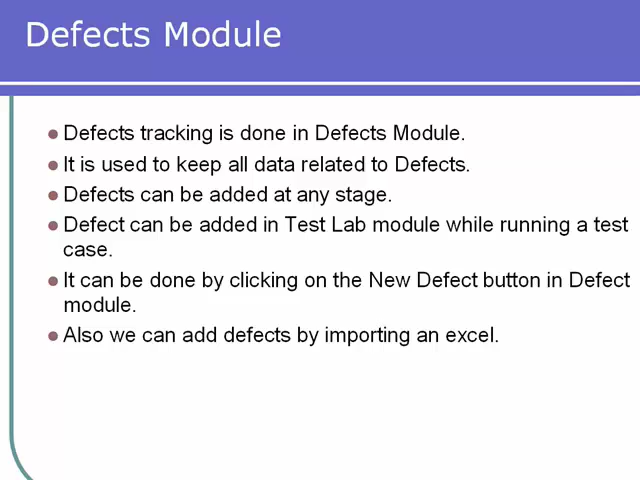 Defects Module
Defects tracking is done in Defects Module.
It is used to keep all data related to Defects.
Defects can be added at any stage.
Defect can be added in Test Lab module while running a test
case.
It can be done by clicking on the New Defect button in Defect
module.
Also we can add defects by importing an excel.